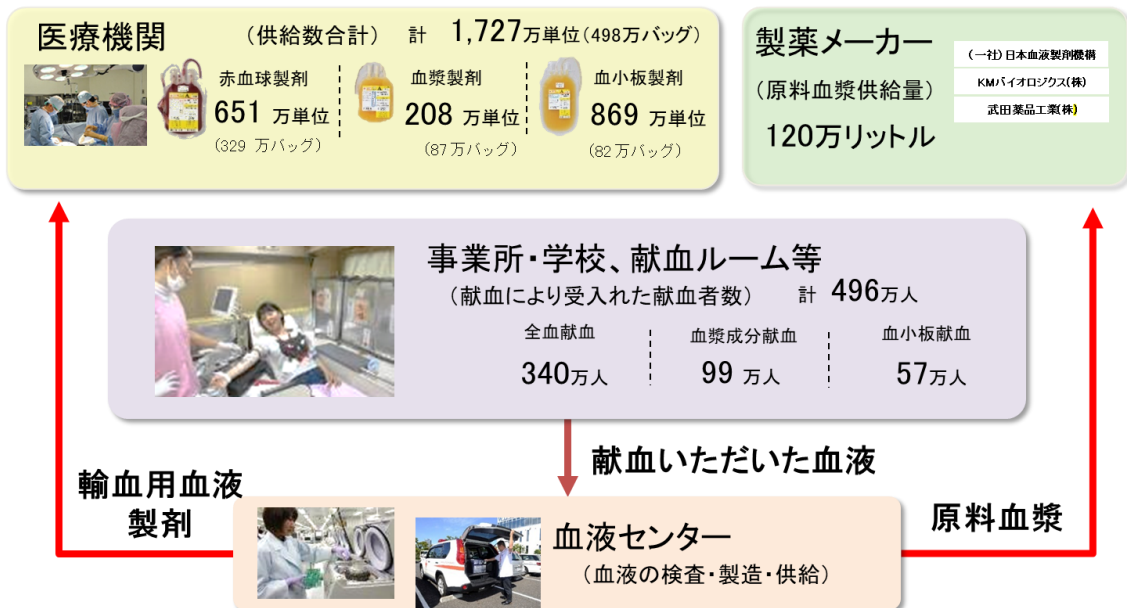 医療機関
(供給数合計) 計 1,727万単位(498万バッグ)
赤血球製剤
651 万単位
(329 万バッグ)
血漿製剤
208 万単位
(87万バッグ)
血小板製剤
869 万単位
(82万バッグ)
製薬メーカー
(原料血漿供給量)
120万リットル
(一社)日本血液製剤機構
KMバイオロジクス(株)
武田薬品工業(株)
事業所・学校、献血ルーム等
(献血により受入れた献血者数) 計 496万人
全血献血
340万人
血漿成分献血
99 万人
血小板献血
57万人
献血いただいた血液
輸血用血液
製剤
原料血漿
血液センター
(血液の検査・製造・供給)